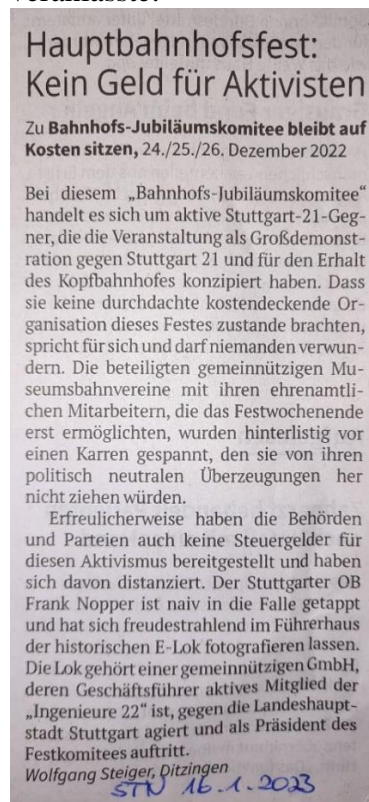 Hauptbahnhofsfest:
Kein Geld für Aktivisten
Zu Bahnhofs-Jubiläumskomitee bleibt auf
Kosten sitzen, 24./25./26. Dezember 2022
Bei diesem „Bahnhofs-Jubiläumskomitee“
handelt es sich um aktive Stuttgart-21-Geg-
ner, die die Veranstaltung als Großdemonst-
ration gegen Stuttgart 21 und für den Erhalt
des Kopfbahnhofes konzipiert haben. Dass
sie keine durchdachte kostendeckende Or-
ganisation dieses Festes zustande brachten,
spricht für sich und darf niemanden verwun-
dern. Die beteiligten gemeinnützigen Mu-
seumsbahnvereine mit ihren ehrenamtli-
chen Mitarbeitern, die das Festwochenende
erst ermöglichten, wurden hinterlistig vor
einen Karren gespannt, den sie von ihren
politisch neutralen Überzeugungen her
nicht ziehen würden.
Erfreulicherweise haben die Behörden
und Parteien auch keine Steuergelder für
diesen Aktivismus bereitgestellt und haben
sich davon distanziert. Der Stuttgarter OB
Frank Nopper ist naiv in die Falle getappt
und hat sich freudestrahlend im Führerhaus
der historischen E-Lok fotografieren lassen.
Die Lok gehört einer gemeinnützigen GmbH,
deren Geschäftsführer aktives Mitglied der
„Ingenieure 22“ ist, gegen die Landeshaupt-
stadt Stuttgart agiert und als Präsident des
Festkomitees auftritt.
Wolfgang Steiger, Ditzingen
STN 16.1.2023